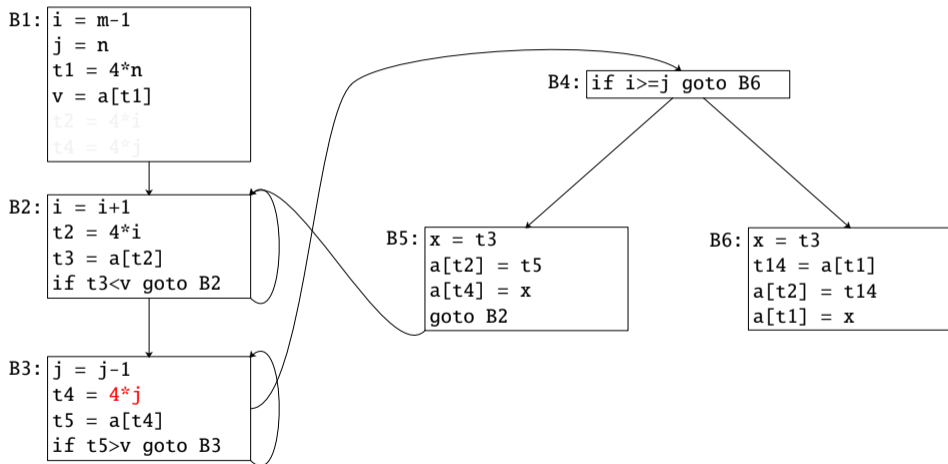 B1: i = m-1
j = n
t1 = 4*n
v = a[t1]
t2 = 4*i
t4 = 4*j
B2: i = i+1
t2 = 4*i
t3 = a[t2]
if t3<v goto B2
B3: j = j-1
t4 = 4*j
t5 = a[t4]
if t5>v goto B3
B4: if i>=j goto B6
B5: x = t3
a[t2] = t5
a[t4] = x
goto B2
B6: x = t3
t14 = a[t1]
a[t2] = t14
a[t1] = x